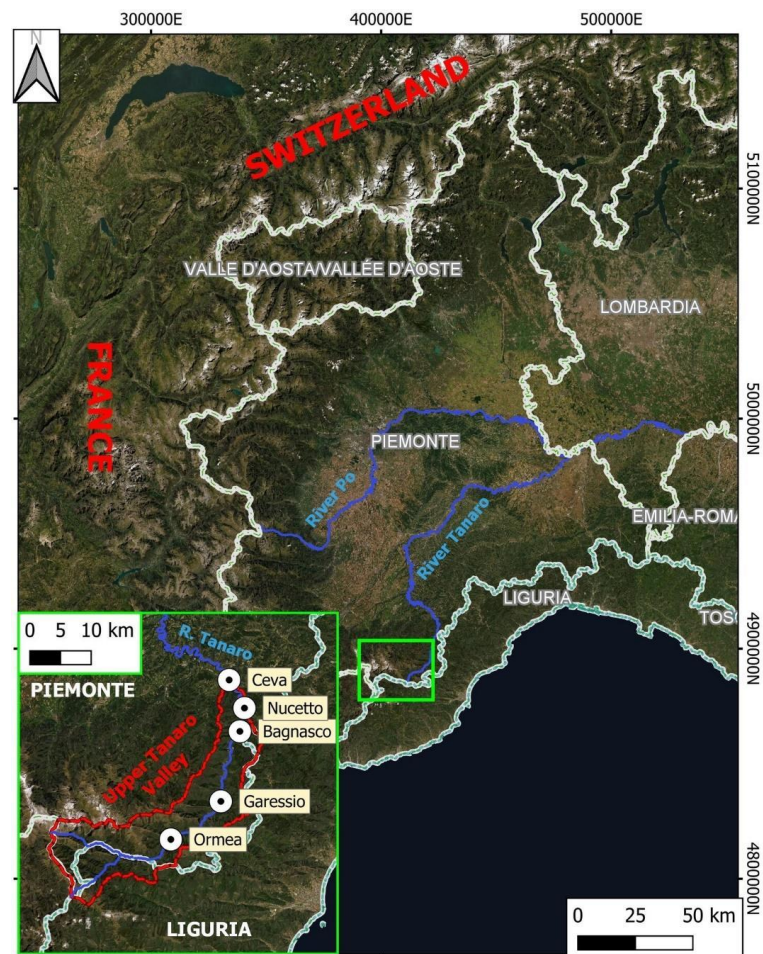 300000E
400000E
500000E
N
SWITZERLAND
5100000N
VALLE D'AOSTA/VALLÉE D'AOSTE
LOMBARDIA
FRANCE
5000000N
PIEMONTE
River Po
River Tanaro
EMILIA-ROMA
LIGURIA
TOSC
4900000N
0 5 10 km
R. Tanaro
PIEMONTE
Ceva
Nucetto
Bagnasco
Upper Tanaro
Valley
Garessio
Ormea
LIGURIA
4800000N
0 25 50 km